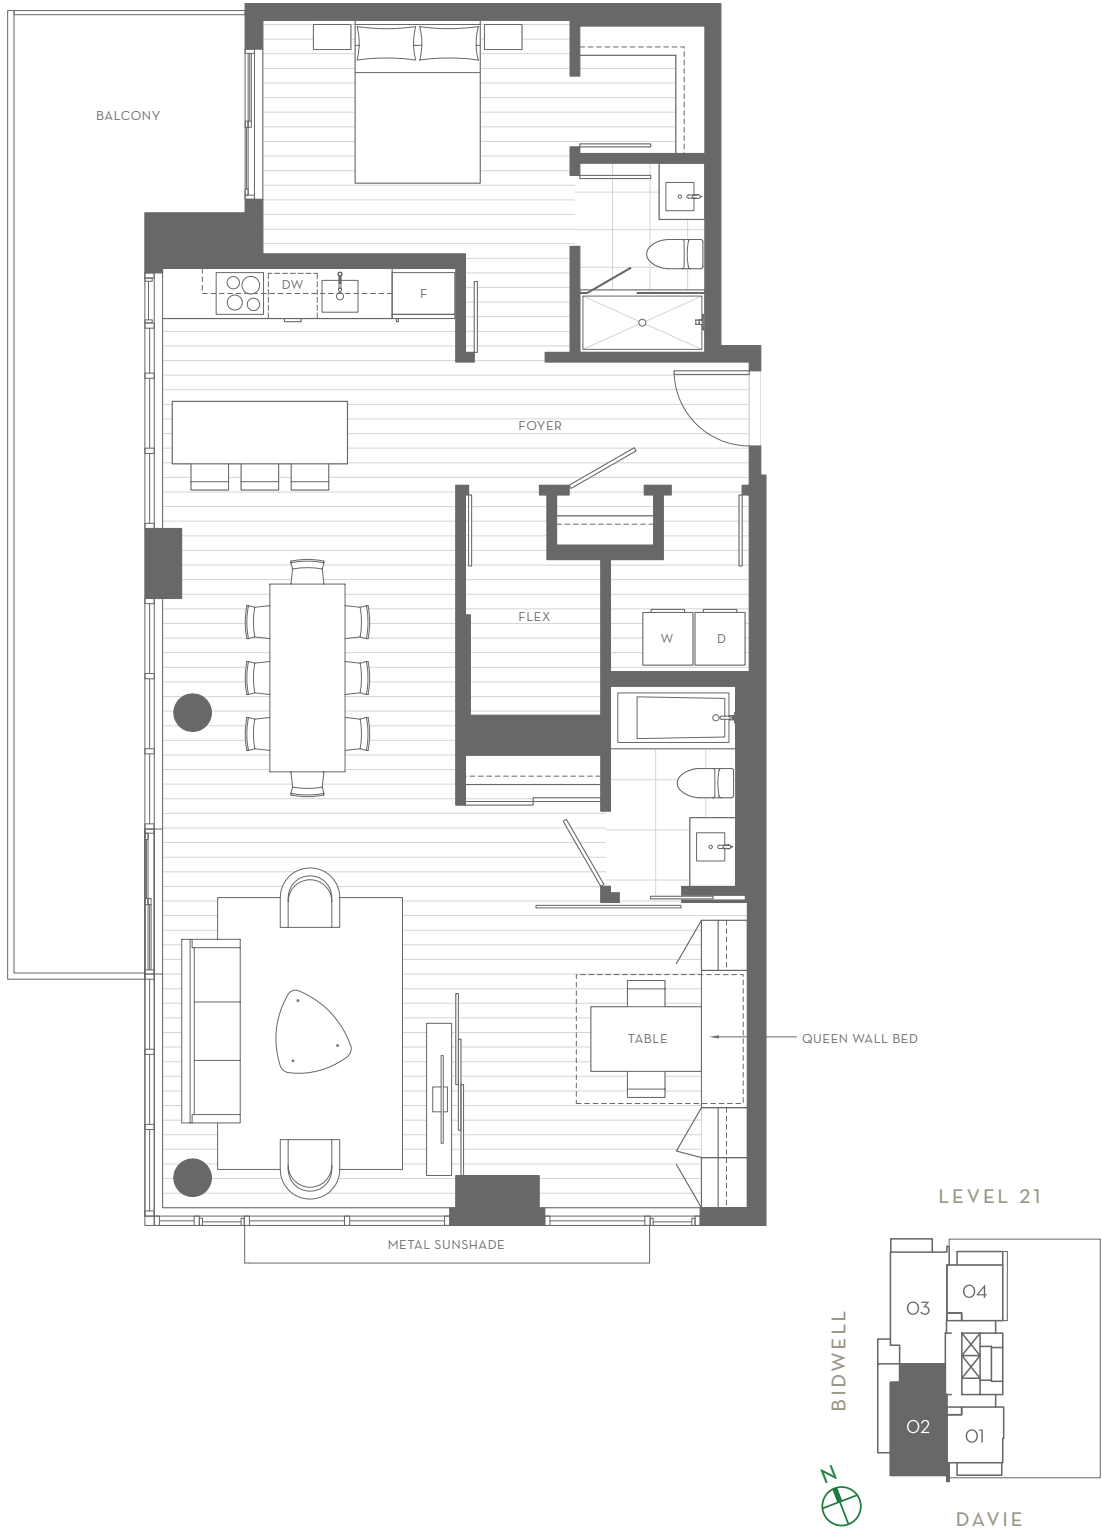 BALCONY
DW
F
FOYER
FLEX
W
D
TABLE
QUEEN WALL BED
METAL SUNSHADE
LEVEL 21
03
04
BIDWELL
02
01
N
DAVIE